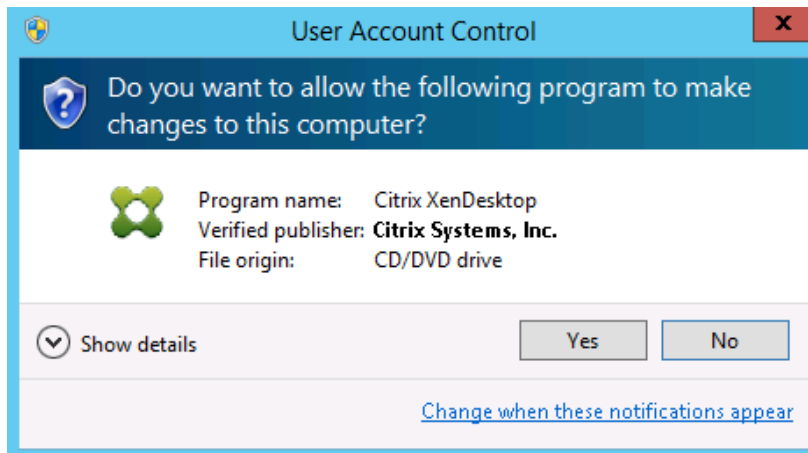 User Account Control
x
Do you want to allow the following program to make
changes to this computer?
Program name: Citrix XenDesktop
Verified publisher: Citrix Systems, Inc.
File origin: CD/DVD drive
Show details
Yes
No
Change when these notifications appear